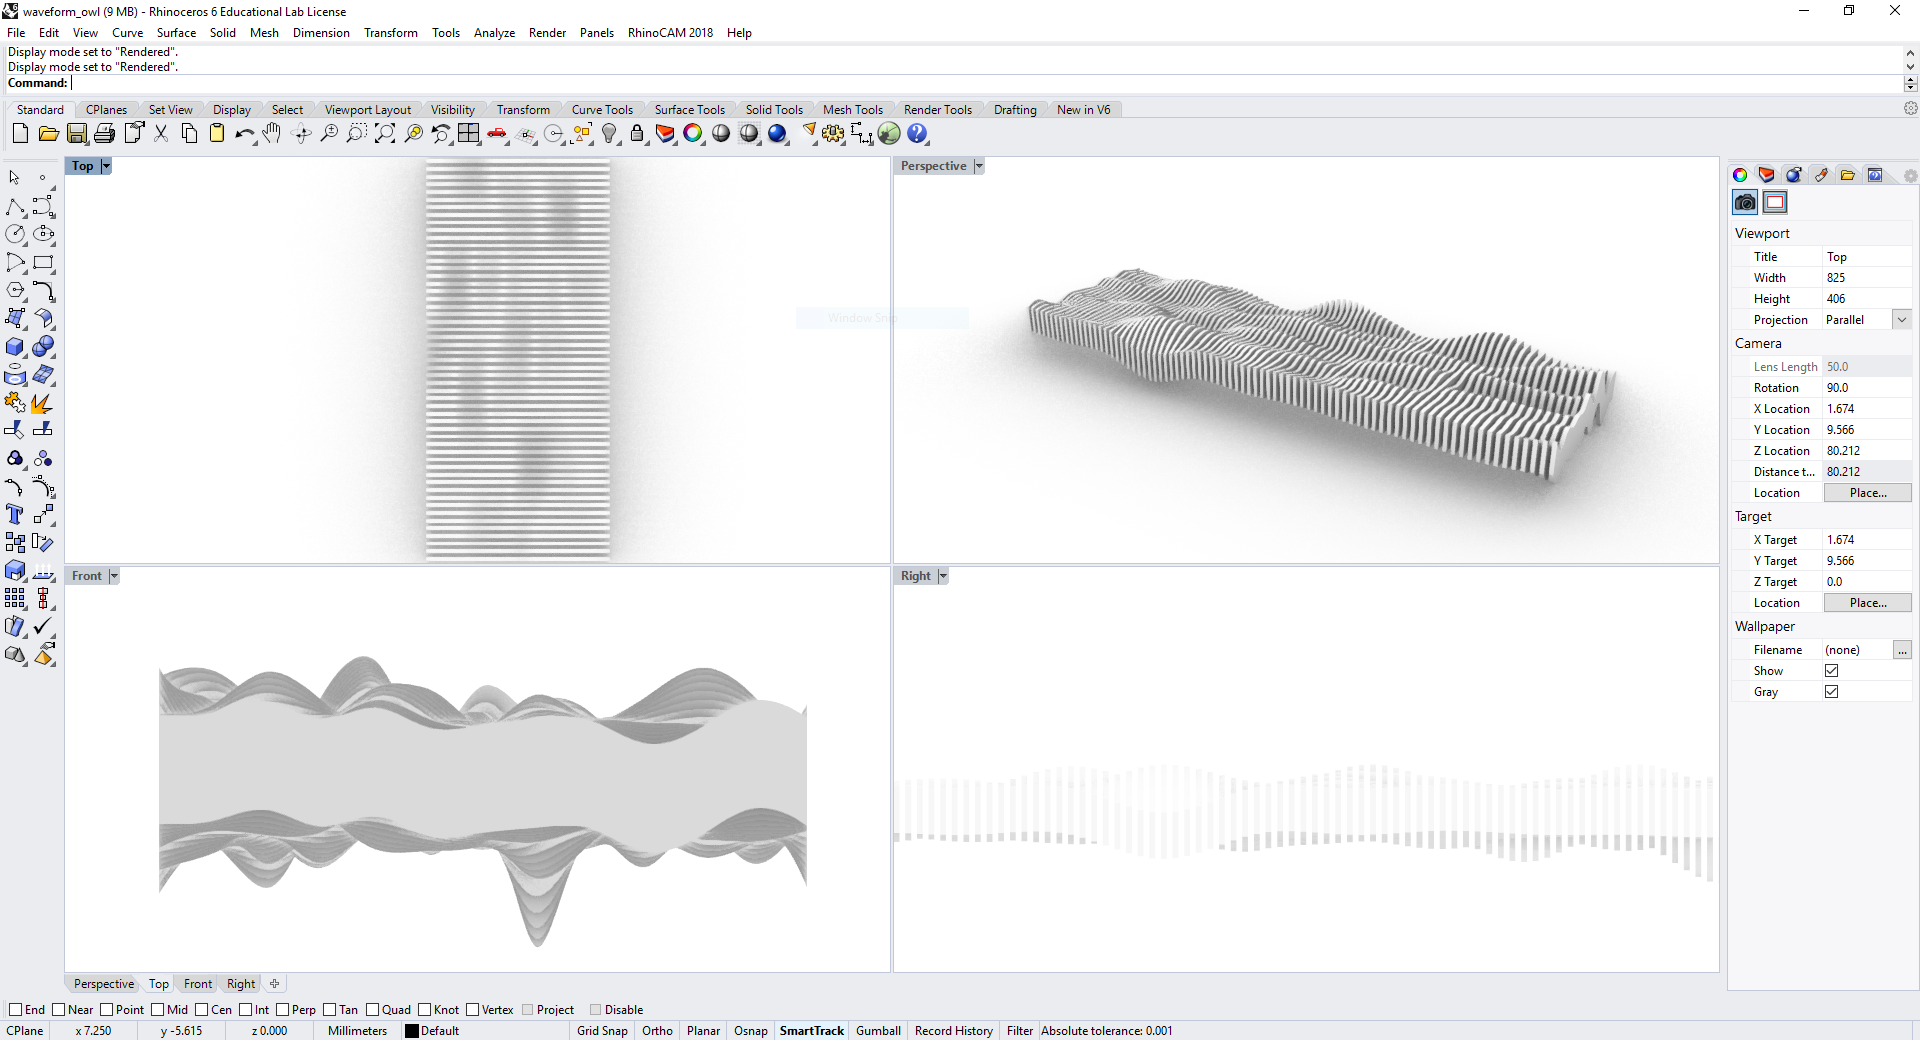 waveform_owl (9 MB) - Rhinoceros 6 Educational Lab License
File Edit View Curve Surface Solid Mesh Dimension Transform Tools Analyze Render Panels RhinoCAM 2018 Help
Display mode set to "Rendered".
Display mode set to "Rendered".
Command:
Standard CPlanes Set View Display Select Viewport Layout Visibility Transform Curve Tools Surface Tools Solid Tools Mesh Tools Render Tools Drafting New in V6
Top
Perspective
Window Snip
Front
Right
Viewport
Title Top
Width 825
Height 406
Projection Parallel
Camera
Lens Length 50.0
Rotation 90.0
X Location 1.674
Y Location 9.566
Z Location 80.212
Distance t... 80.212
Location Place...
Target
X Target 1.674
Y Target 9.566
Z Target 0.0
Location Place...
Wallpaper
Filename (none) ...
Show
Gray
Perspective Top Front Right
End Near Point Mid Cen Int Perp Tan Quad Knot Vertex Project Disable
CPlane x 7.250 y -5.615 z 0.000 Millimeters Default Grid Snap Ortho Planar Osnap SmartTrack Gumball Record History Filter Absolute tolerance: 0.001